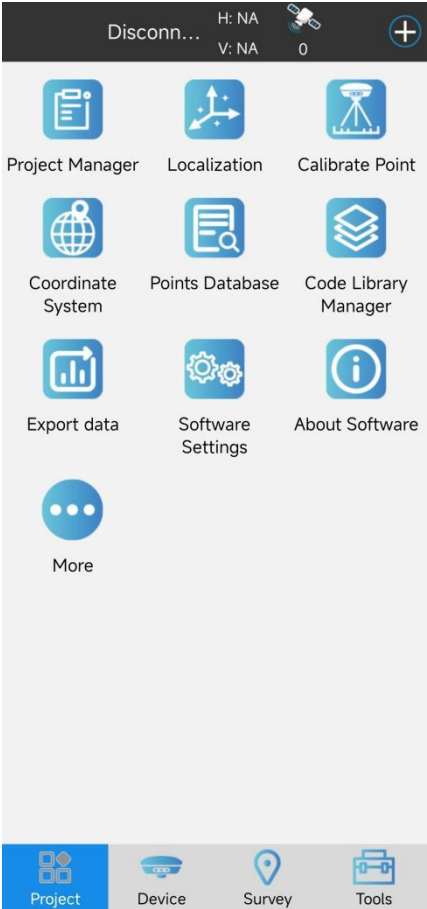 H: NA
Disconn...
V: NA 0
Project Manager Localization Calibrate Point
Coordinate System Points Database Code Library Manager
Export data Software Settings About Software
More
Project Device Survey Tools